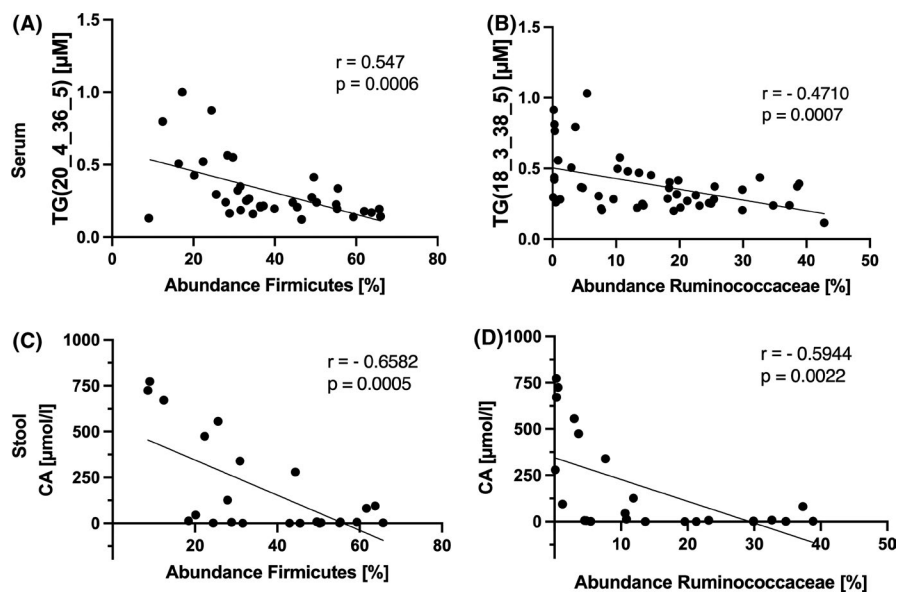 (A)
r = 0.547
p = 0.0006
Serum
TG(20_4_36_5) [µM]
1.5
1.0
0.5
0.0
0 20 40 60 80
Abundance Firmicutes [%]
(B)
r = - 0.4710
p = 0.0007
TG(18_3_38_5) [µM]
1.5
1.0
0.5
0.0
0 10 20 30 40 50
Abundance Ruminococcaceae [%]
(C)
r = - 0.6582
p = 0.0005
Stool
CA [µmol/l]
1000
750
500
250
0
20 40 60 80
Abundance Firmicutes [%]
(D)
r = - 0.5944
p = 0.0022
CA [µmol/l]
1000
750
500
250
0
10 20 30 40 50
Abundance Ruminococcaceae [%]